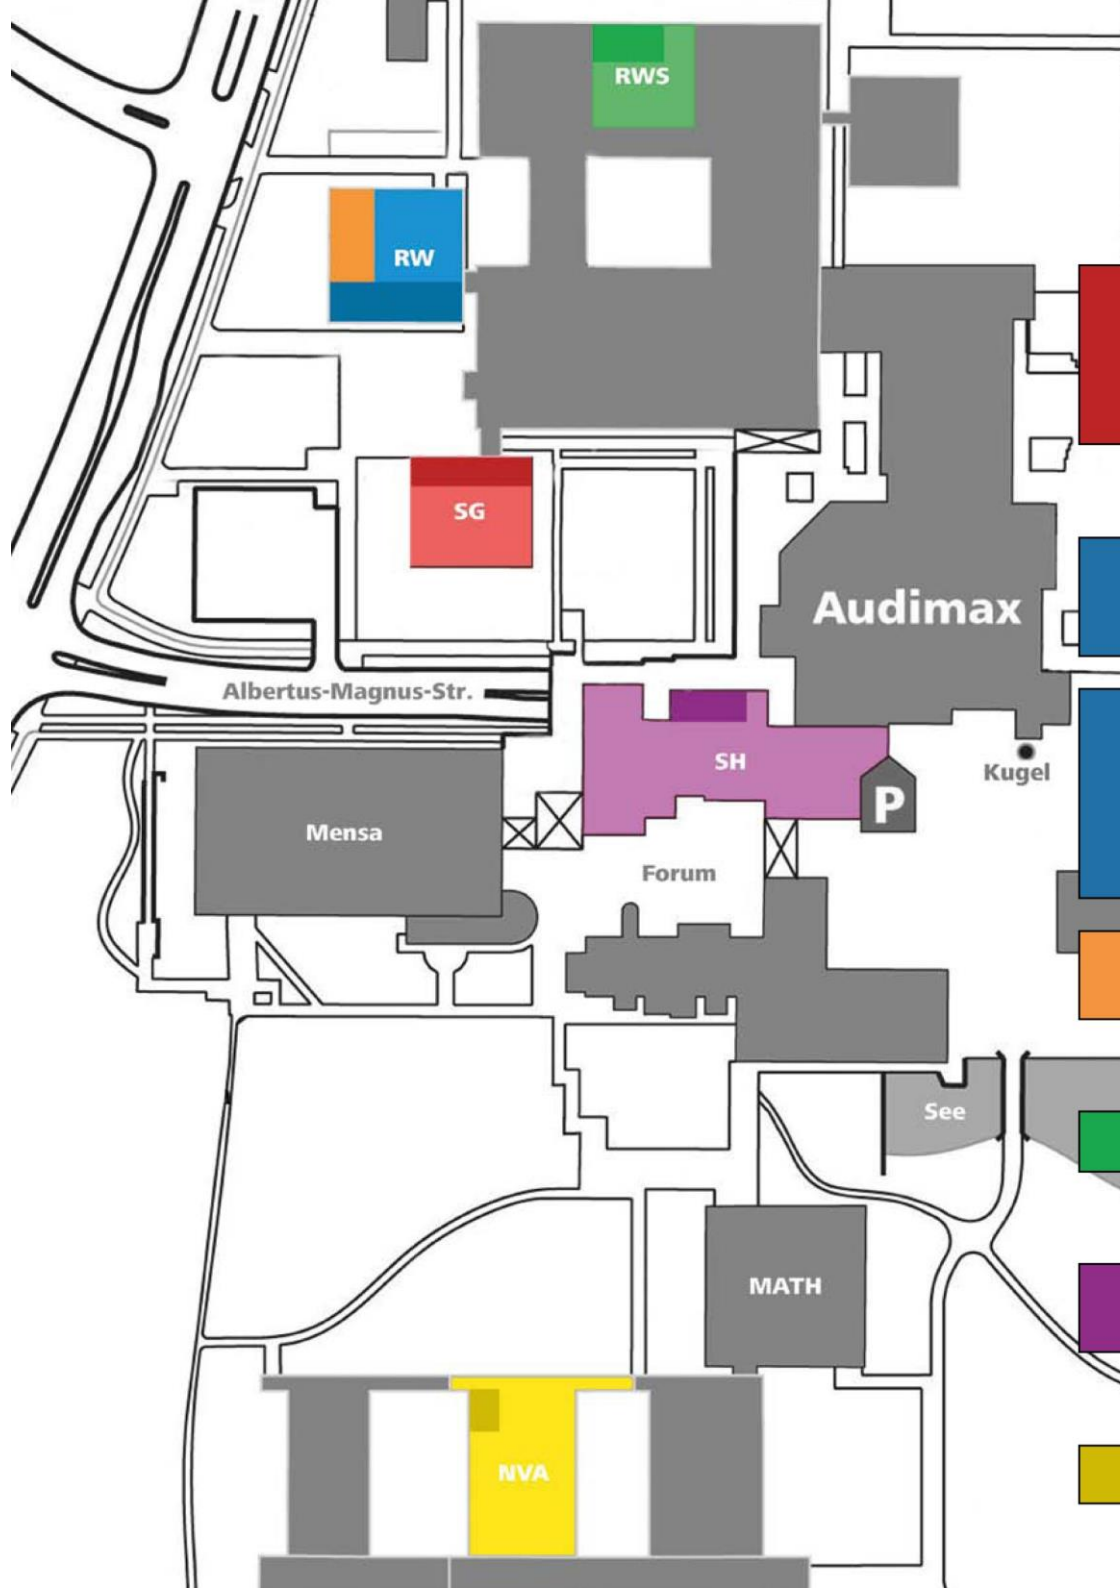 RWS
RW
SG
Audimax
Albertus-Magnus-Str.
SH
Kugel
P
Mensa
Forum
See
MATH
NVA